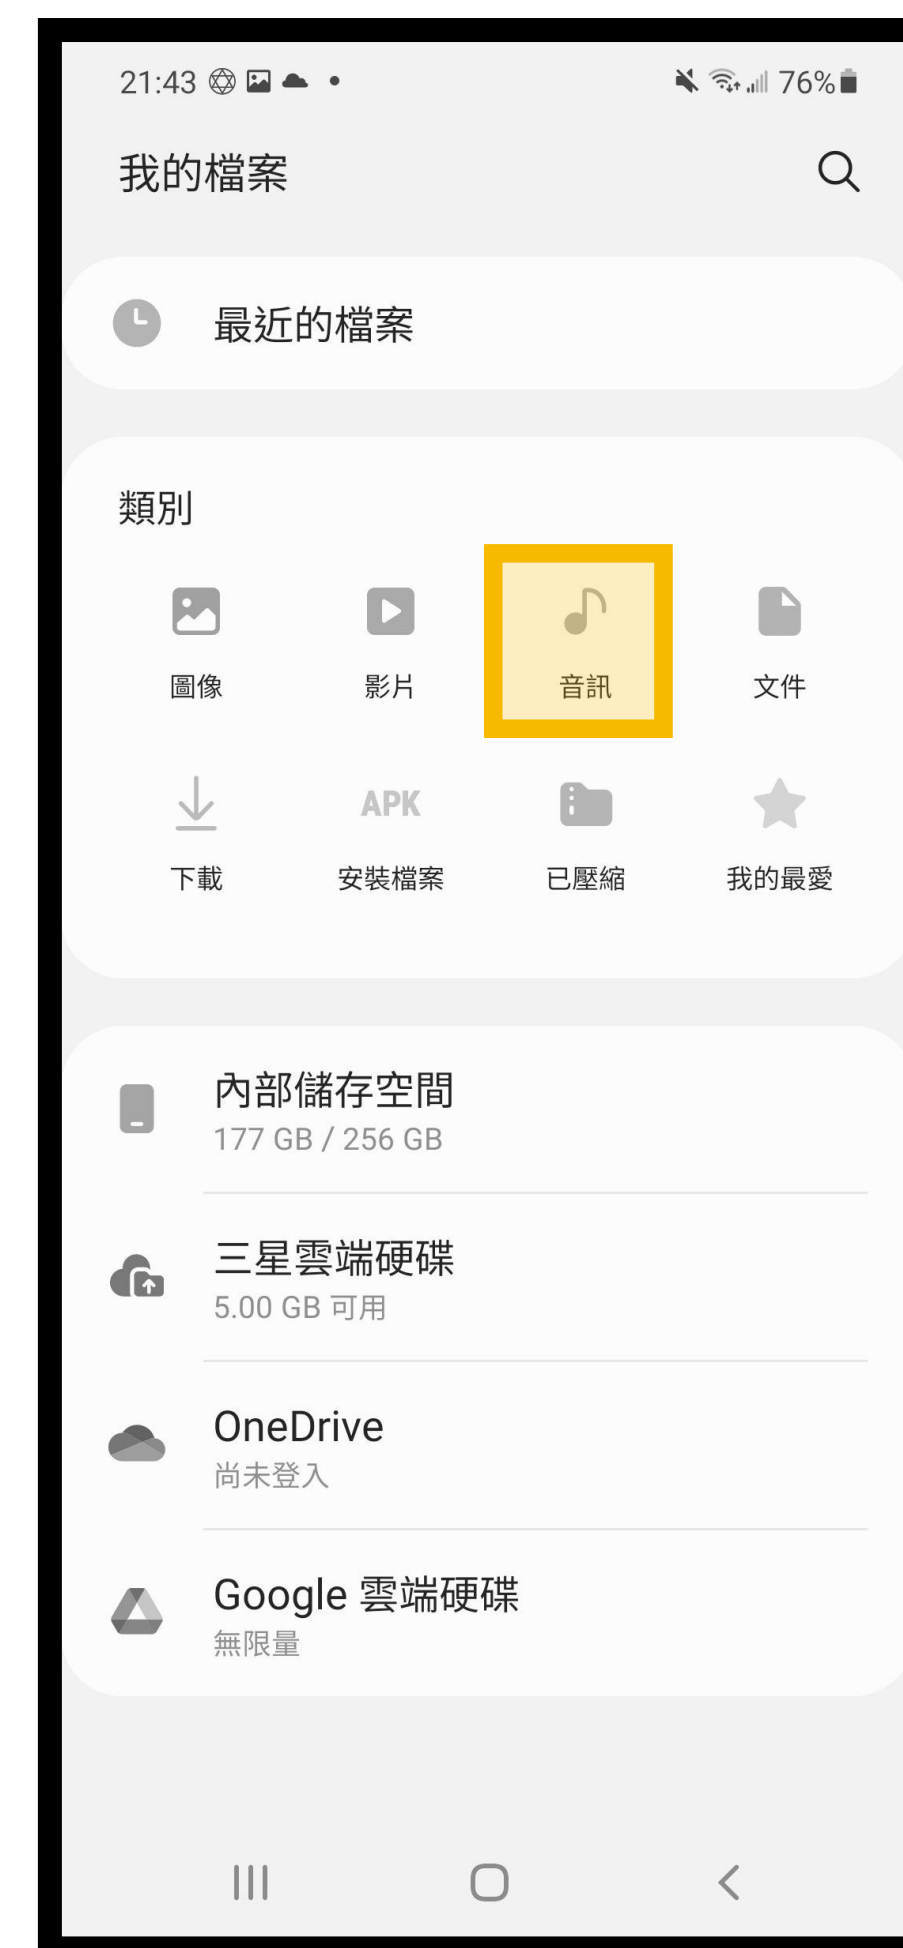 21:43 76%
我的檔案
最近的檔案
類別
圖像 影片 音訊 文件
APK
下載 安裝檔案 已壓縮 我的最愛
內部儲存空間
177 GB / 256 GB
三星雲端硬碟
5.00 GB 可用
OneDrive
尚未登入
Google 雲端硬碟
無限量